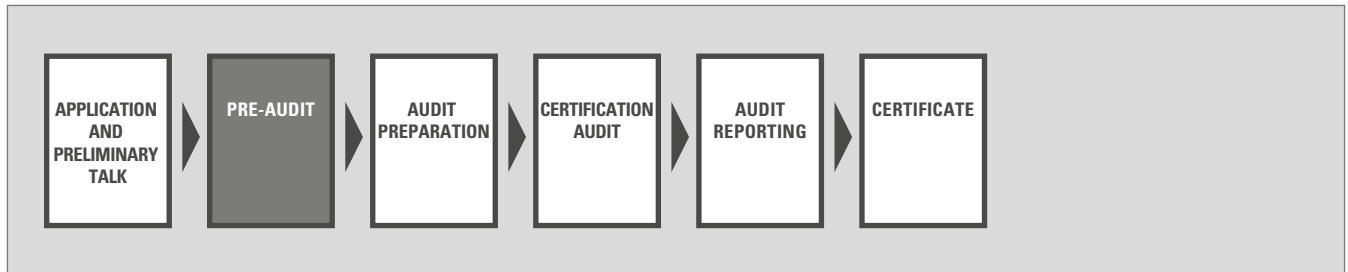 APPLICATION
AND
PRELIMINARY
TALK
PRE-AUDIT
AUDIT
PREPARATION
CERTIFICATION
AUDIT
AUDIT
REPORTING
CERTIFICATE